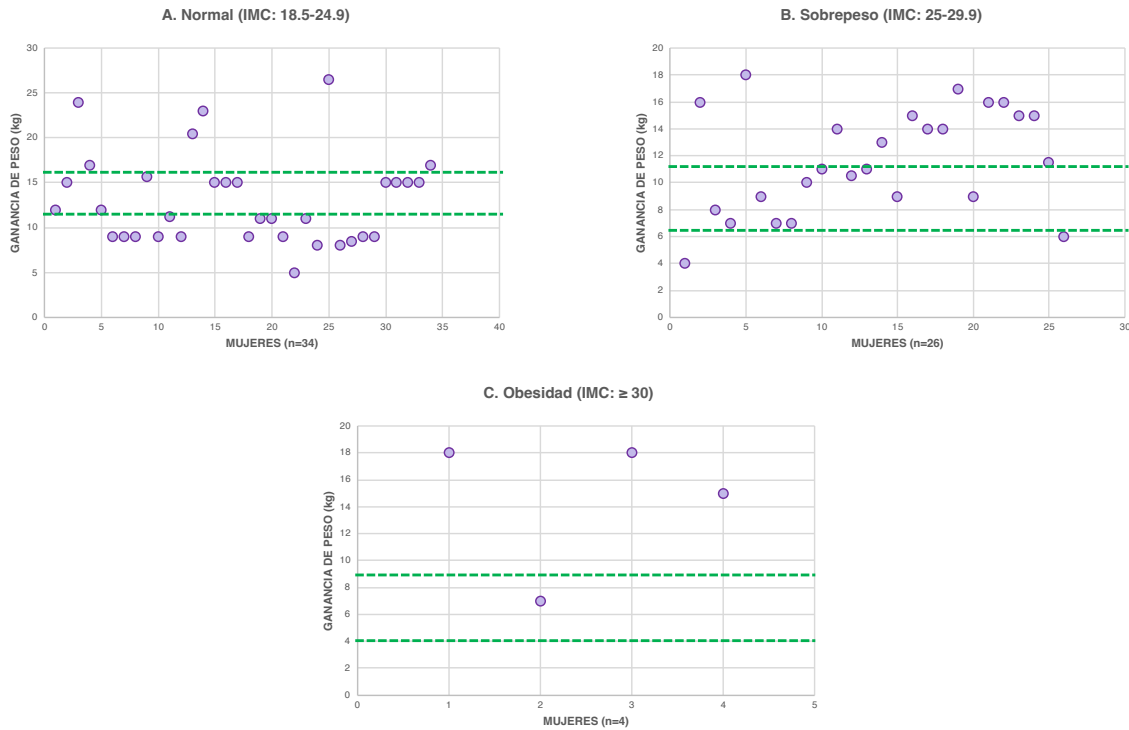 A. Normal (IMC: 18.5-24.9)
GANANCIA DE PESO (kg)
30
25
20
15
10
5
0
0 5 10 15 20 25 30 35 40
MUJERES (n=34)
B. Sobrepeso (IMC: 25-29.9)
GANANCIA DE PESO (kg)
20
18
16
14
12
10
8
6
4
2
0
0 5 10 15 20 25 30
MUJERES (n=26)
C. Obesidad (IMC: ≥ 30)
GANANCIA DE PESO (kg)
20
18
16
14
12
10
8
6
4
2
0
0 1 2 3 4 5
MUJERES (n=4)